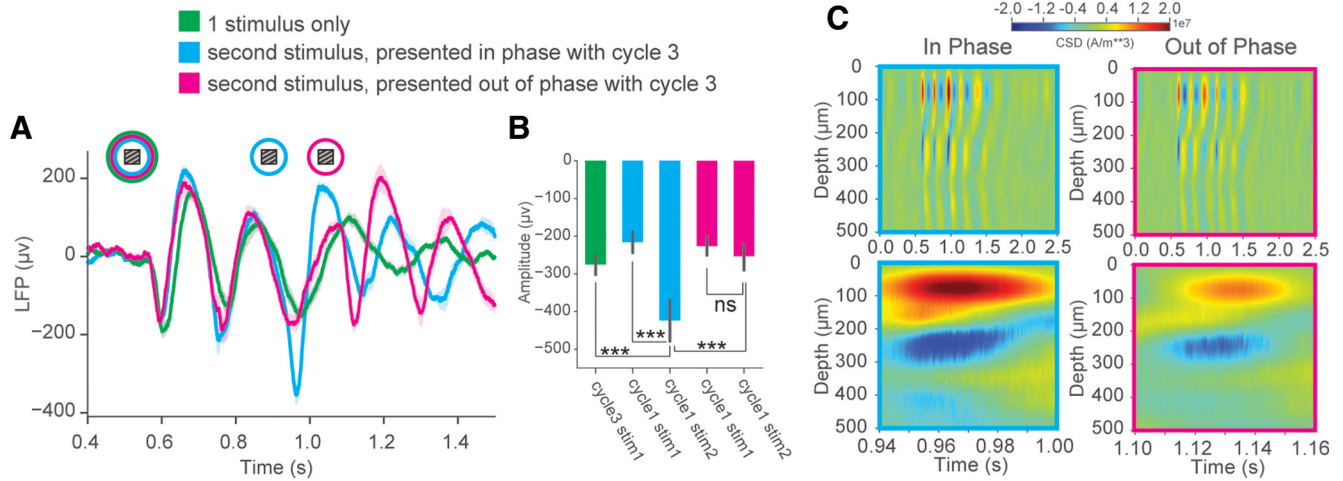 1 stimulus only
second stimulus, presented in phase with cycle 3
second stimulus, presented out of phase with cycle 3
A
LFP (μv)
200
0
−200
−400
0.4 0.6 0.8 1.0 1.2 1.4
Time (s)
B
Amplitude (μv)
0
−100
−200
−300
−400
−500
***
***
***
ns
cycle3 stim1
cycle1 stim1
cycle1 stim2
cycle1 stim1
cycle1 stim2
C
-2.0 -1.2 -0.4 0.4 1.2 2.0
1e7
CSD (A/m**3)
In Phase
Out of Phase
Depth (μm)
0
100
200
300
400
500
0.0 0.5 1.0 1.5 2.0 2.5
Depth (μm)
0
100
200
300
400
500
0.0 0.5 1.0 1.5 2.0 2.5
Depth (μm)
0
100
200
300
400
500
0.94 0.96 0.98 1.00
Time (s)
Depth (μm)
0
100
200
300
400
500
1.10 1.12 1.14 1.16
Time (s)